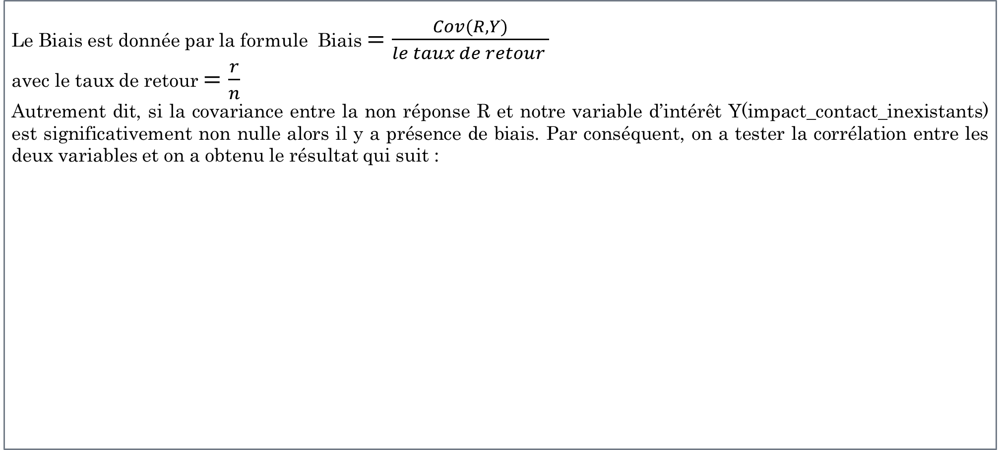 Le Biais est donnée par la formule  Biais = \frac{Cov(R,Y)}{le taux de retour}
avec le taux de retour = \frac{r}{n}
Autrement dit, si la covariance entre la non réponse R et notre variable d’intérêt Y(impact_contact_inexistants)
est significativement non nulle alors il y a présence de biais. Par conséquent, on a tester la corrélation entre les
deux variables et on a obtenu le résultat qui suit :